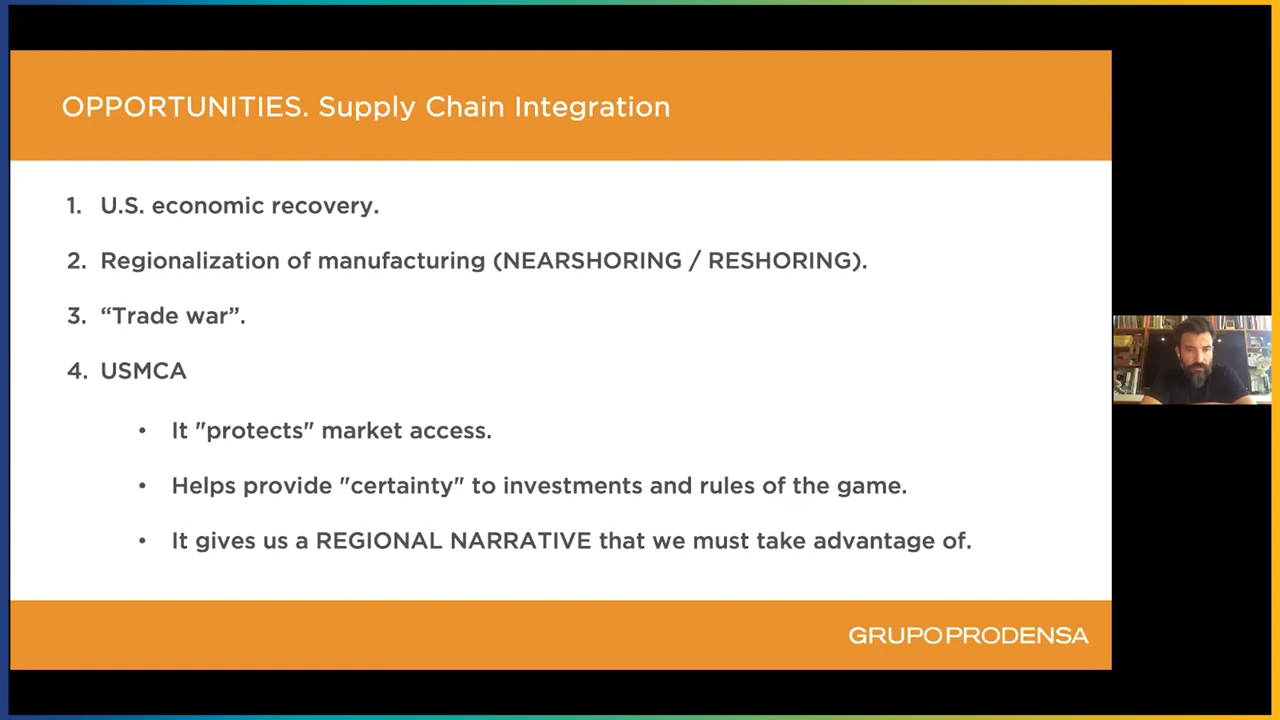 OPPORTUNITIES. Supply Chain Integration
1. U.S. economic recovery.
2. Regionalization of manufacturing (NEARSHORING / RESHORING).
3. “Trade war”.
4. USMCA
• It "protects" market access.
• Helps provide "certainty" to investments and rules of the game.
• It gives us a REGIONAL NARRATIVE that we must take advantage of.
GRUPO PRODENSA